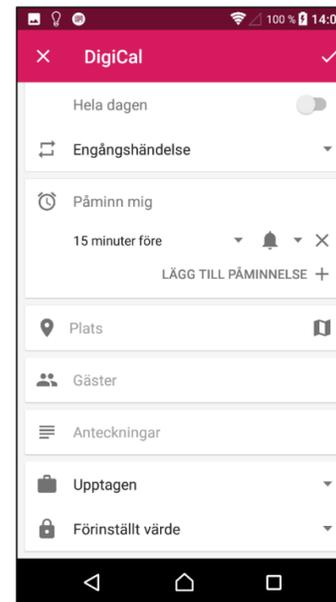 100 % 14:0
DigiCal
Hela dagen
Engångshändelse
Påminn mig
15 minuter före
LÄGG TILL PÅMINNELSE
Plats
Gäster
Anteckningar
Upptagen
Förinställt värde